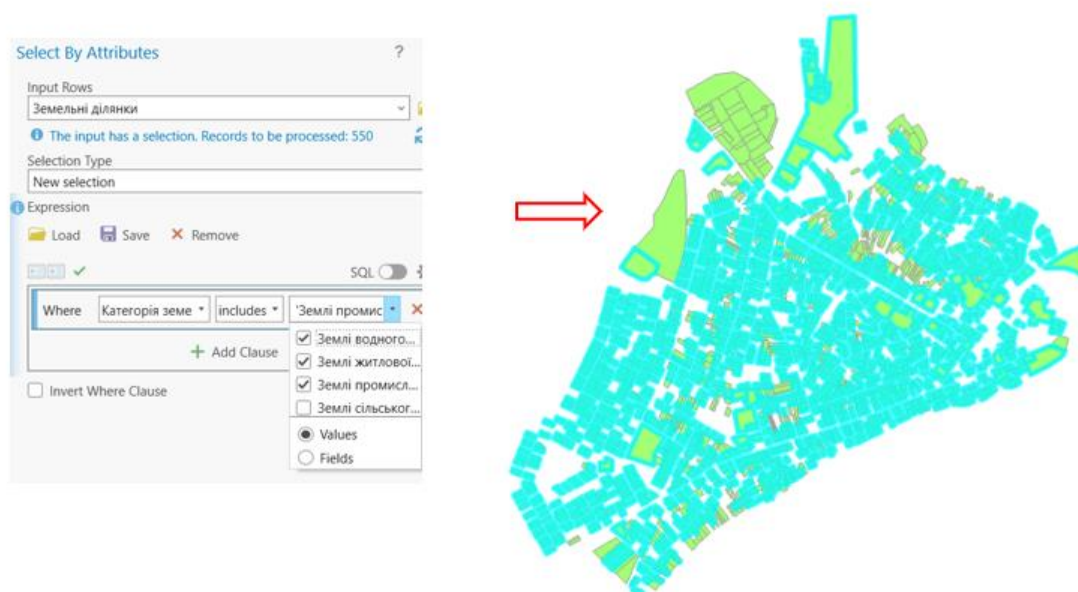 Select By Attributes ?
Input Rows
Земельні ділянки
The input has a selection. Records to be processed: 550
Selection Type
New selection
Expression
Load Save Remove
SQL
Where Категорія земе includes 'Землі промис
Землі водного...
+ Add Clause
Землі житлової...
Землі промисл...
Invert Where Clause
Землі сільськог...
Values
Fields